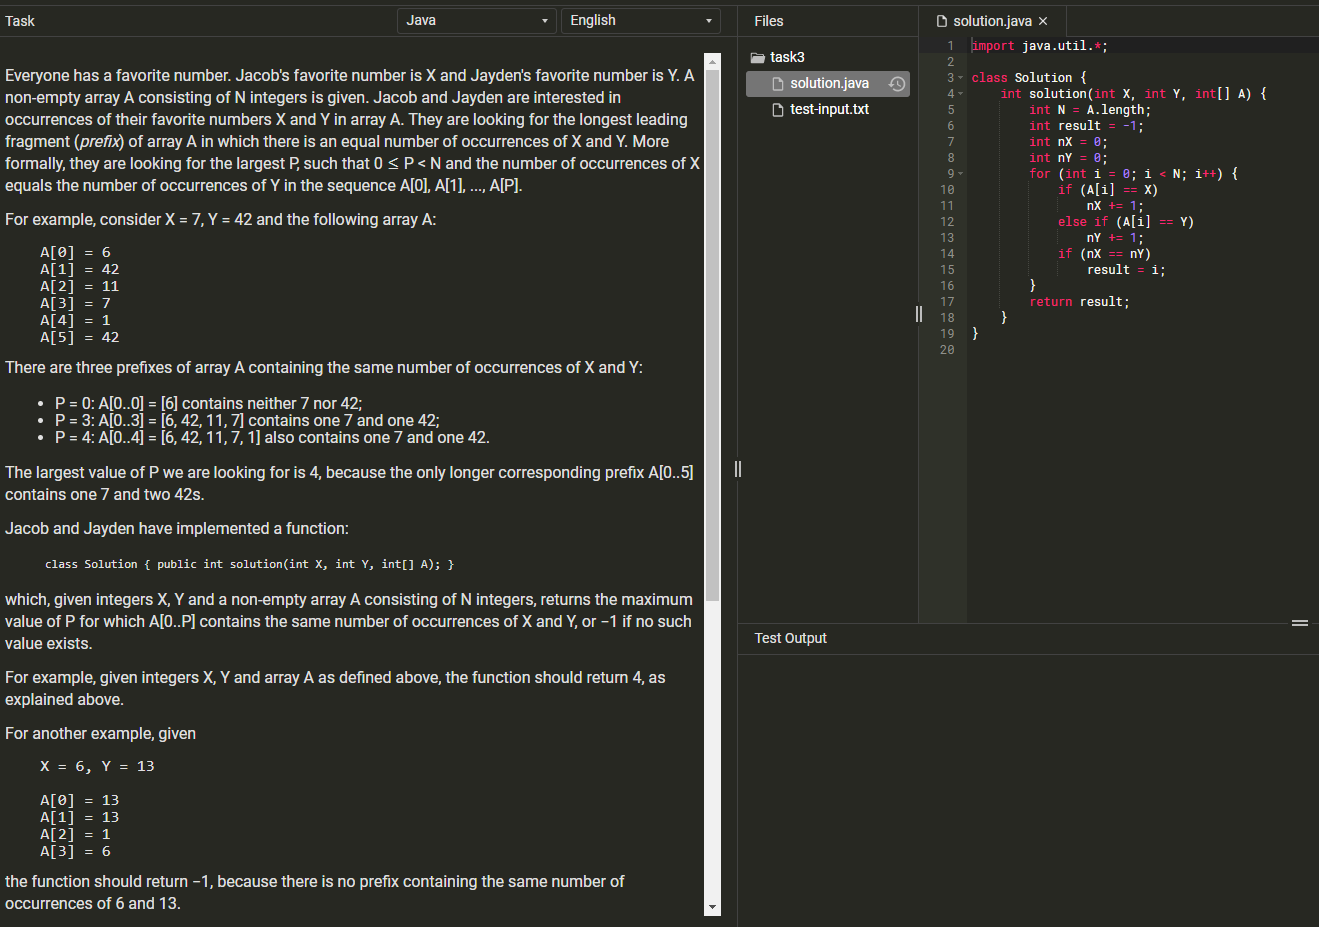 Task
Java
English
Everyone has a favorite number. Jacob's favorite number is X and Jayden's favorite number is Y. A
non-empty array A consisting of N integers is given. Jacob and Jayden are interested in
occurrences of their favorite numbers X and Y in array A. They are looking for the longest leading
fragment (prefix) of array A in which there is an equal number of occurrences of X and Y. More
formally, they are looking for the largest P, such that 0 ≤ P < N and the number of occurrences of X
equals the number of occurrences of Y in the sequence A[0], A[1], ..., A[P].
For example, consider X = 7, Y = 42 and the following array A:
A[0] = 6
A[1] = 42
A[2] = 11
A[3] = 7
A[4] = 1
A[5] = 42
There are three prefixes of array A containing the same number of occurrences of X and Y:
• P = 0: A[0..0] = [6] contains neither 7 nor 42;
• P = 3: A[0..3] = [6, 42, 11, 7] contains one 7 and one 42;
• P = 4: A[0..4] = [6, 42, 11, 7, 1] also contains one 7 and one 42.
The largest value of P we are looking for is 4, because the only longer corresponding prefix A[0..5]
contains one 7 and two 42s.
Jacob and Jayden have implemented a function:
class Solution { public int solution(int X, int Y, int[] A); }
which, given integers X, Y and a non-empty array A consisting of N integers, returns the maximum
value of P for which A[0..P] contains the same number of occurrences of X and Y, or −1 if no such
value exists.
For example, given integers X, Y and array A as defined above, the function should return 4, as
explained above.
For another example, given
X = 6, Y = 13
A[0] = 13
A[1] = 13
A[2] = 1
A[3] = 6
the function should return −1, because there is no prefix containing the same number of
occurrences of 6 and 13.
Files
task3
solution.java
test-input.txt
solution.java ×
1 import java.util.*;
2
3 class Solution {
4 int solution(int X, int Y, int[] A) {
5 int N = A.length;
6 int result = -1;
7 int nX = 0;
8 int nY = 0;
9 for (int i = 0; i < N; i++) {
10 if (A[i] == X)
11 nX += 1;
12 else if (A[i] == Y)
13 nY += 1;
14 if (nX == nY)
15 result = i;
16 }
17 return result;
18 }
19 }
20
Test Output